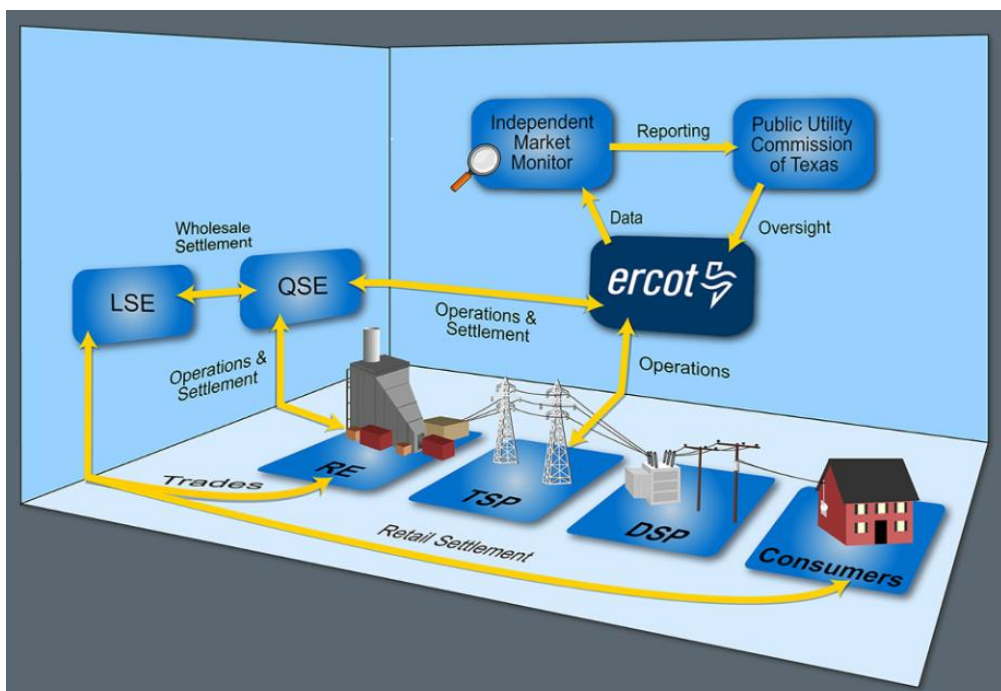 Independent
Market
Monitor
Reporting
Public Utility
Commission
of Texas
Data
Oversight
Wholesale
Settlement
LSE
QSE
ercot
Operations &
Settlement
Operations &
Settlement
Operations
RE
TSP
DSP
Consumers
Trades
Retail Settlement